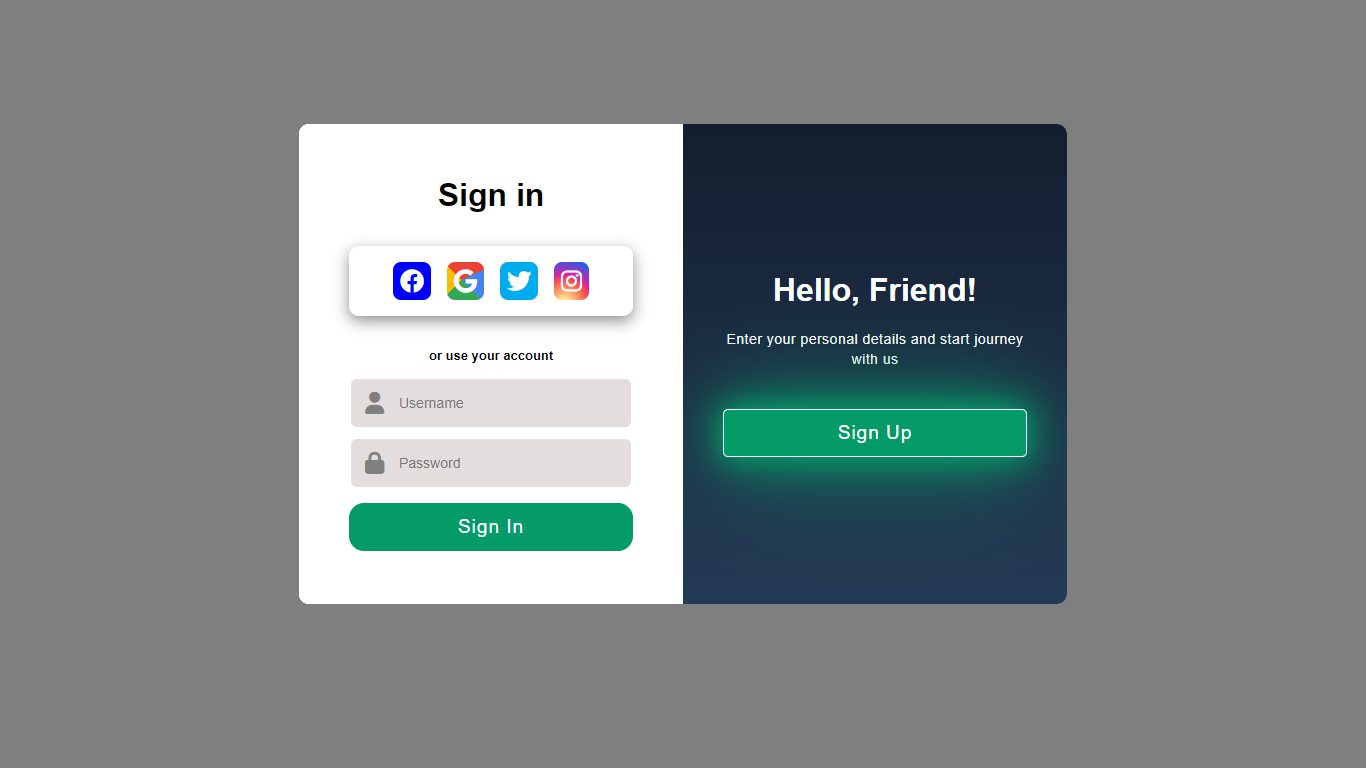 Sign in
or use your account
Username
Password
Sign In
Hello, Friend!
Enter your personal details and start journey
with us
Sign Up